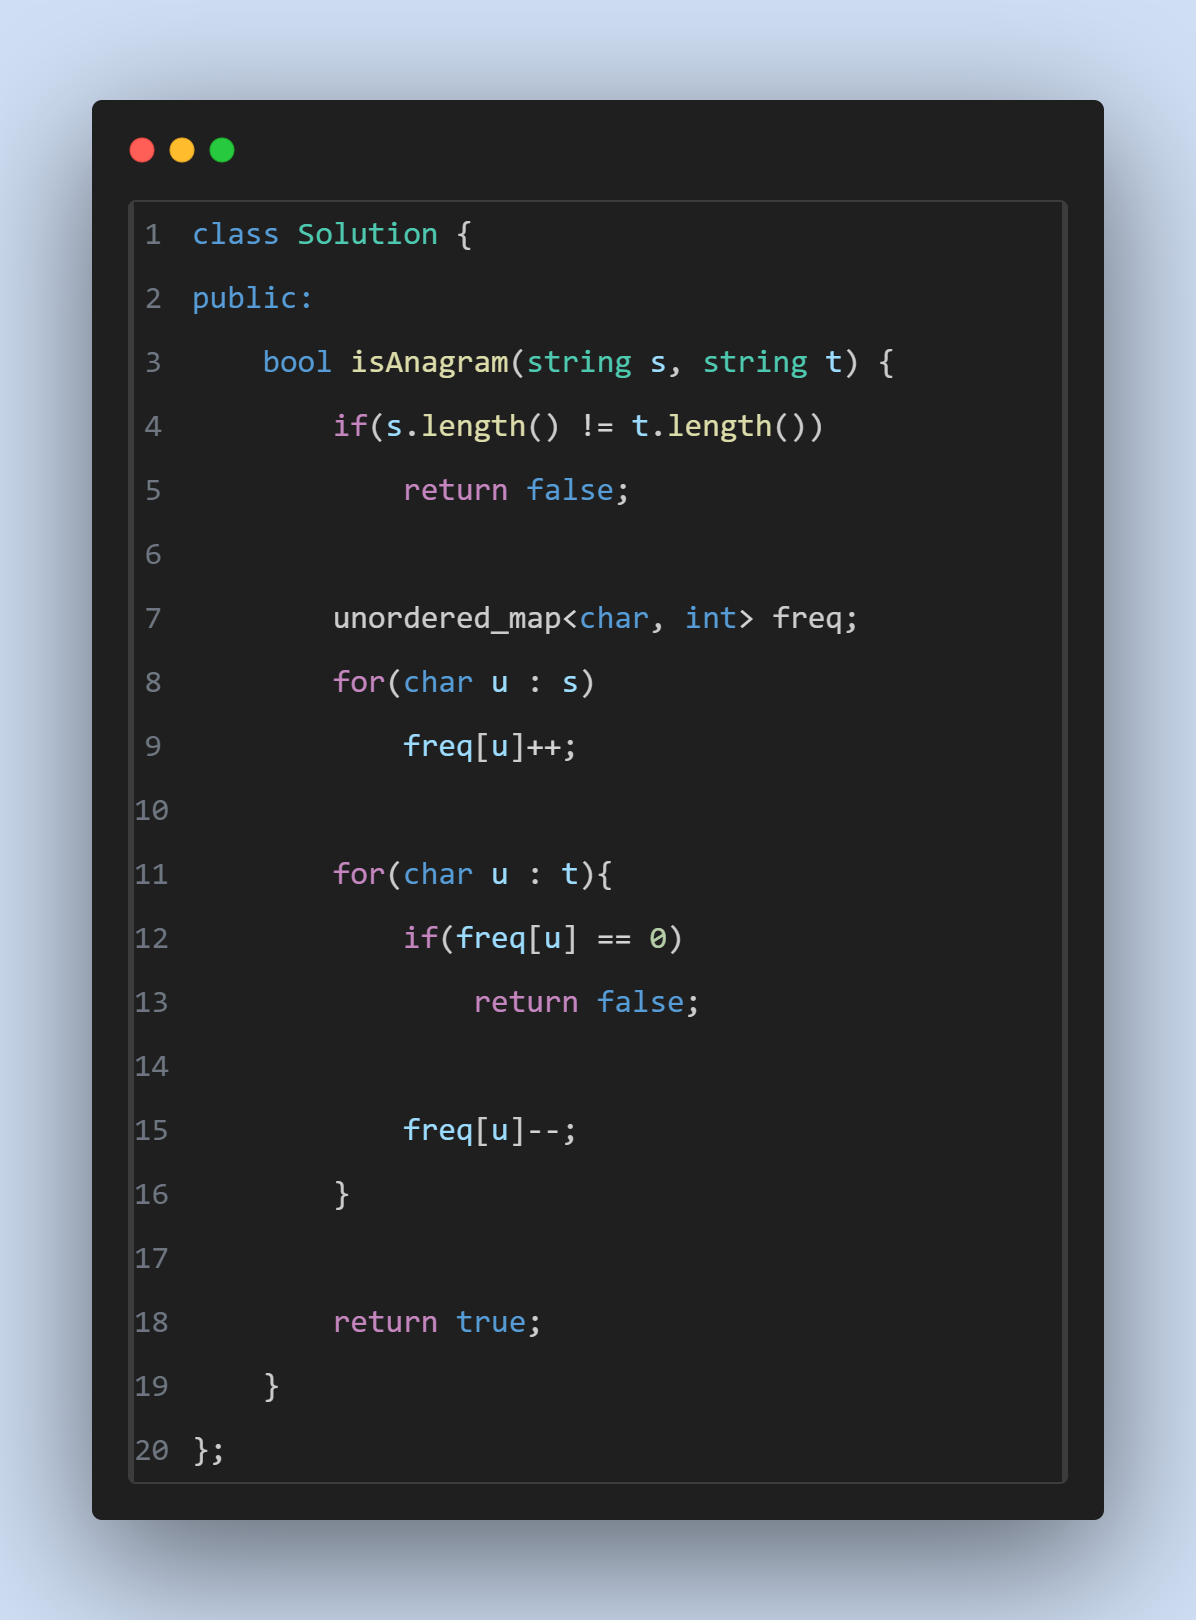 1 class Solution {
2 public:
3     bool isAnagram(string s, string t) {
4         if(s.length() != t.length())
5             return false;
6
7         unordered_map<char, int> freq;
8         for(char u : s)
9             freq[u]++;
10
11         for(char u : t){
12             if(freq[u] == 0)
13                 return false;
14
15             freq[u]--;
16         }
17
18         return true;
19     }
20 };